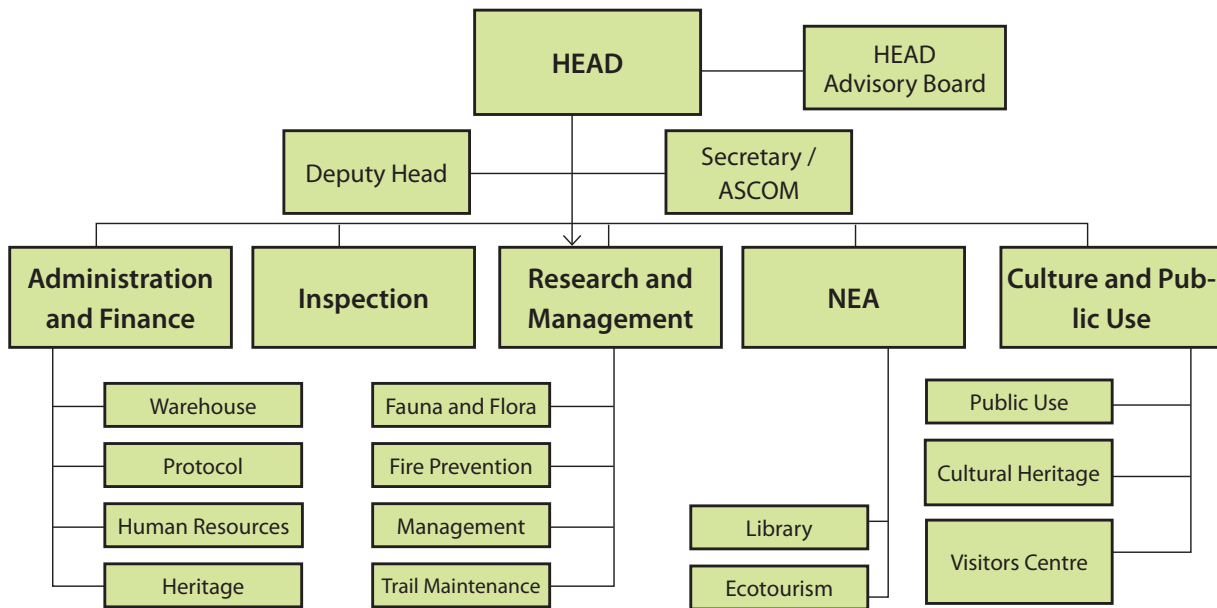 HEAD
HEAD
Advisory Board
Deputy Head
Secretary /
ASCOM
Administration
and Finance
Inspection
Research and
Management
NEA
Culture and Pub-
lic Use
Warehouse
Protocol
Human Resources
Heritage
Fauna and Flora
Fire Prevention
Management
Trail Maintenance
Library
Ecotourism
Public Use
Cultural Heritage
Visitors Centre